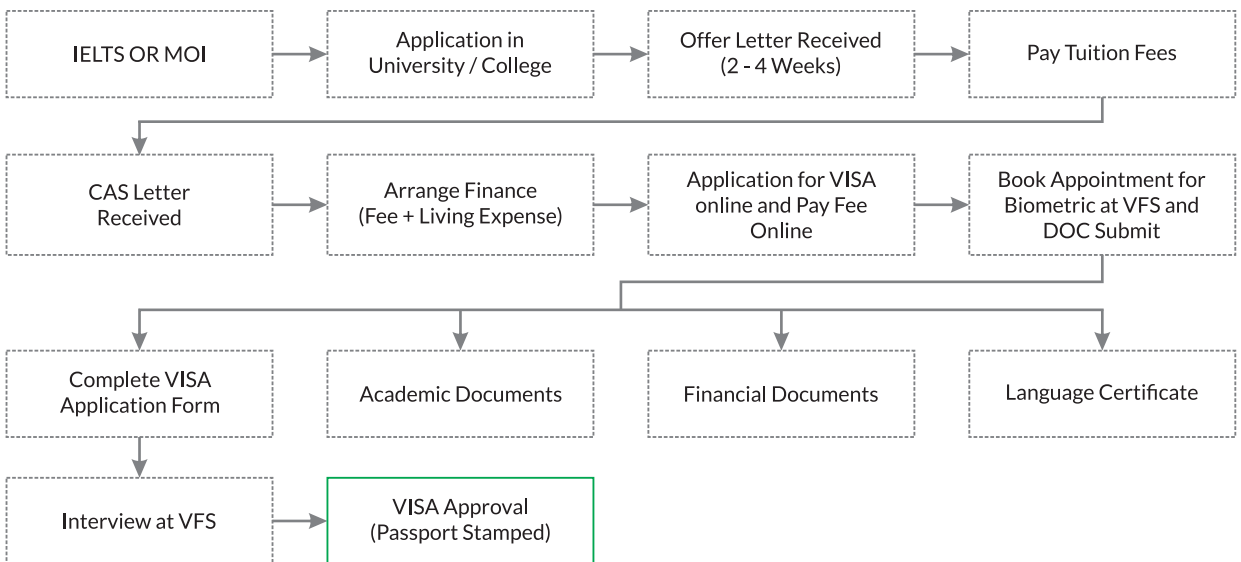 IELTS OR MOI
Application in
University / College
Offer Letter Received
(2 - 4 Weeks)
Pay Tuition Fees
CAS Letter
Received
Arrange Finance
(Fee + Living Expense)
Application for VISA
online and Pay Fee
Online
Book Appointment for
Biometric at VFS and
DOC Submit
Complete VISA
Application Form
Academic Documents
Financial Documents
Language Certificate
Interview at VFS
VISA Approval
(Passport Stamped)